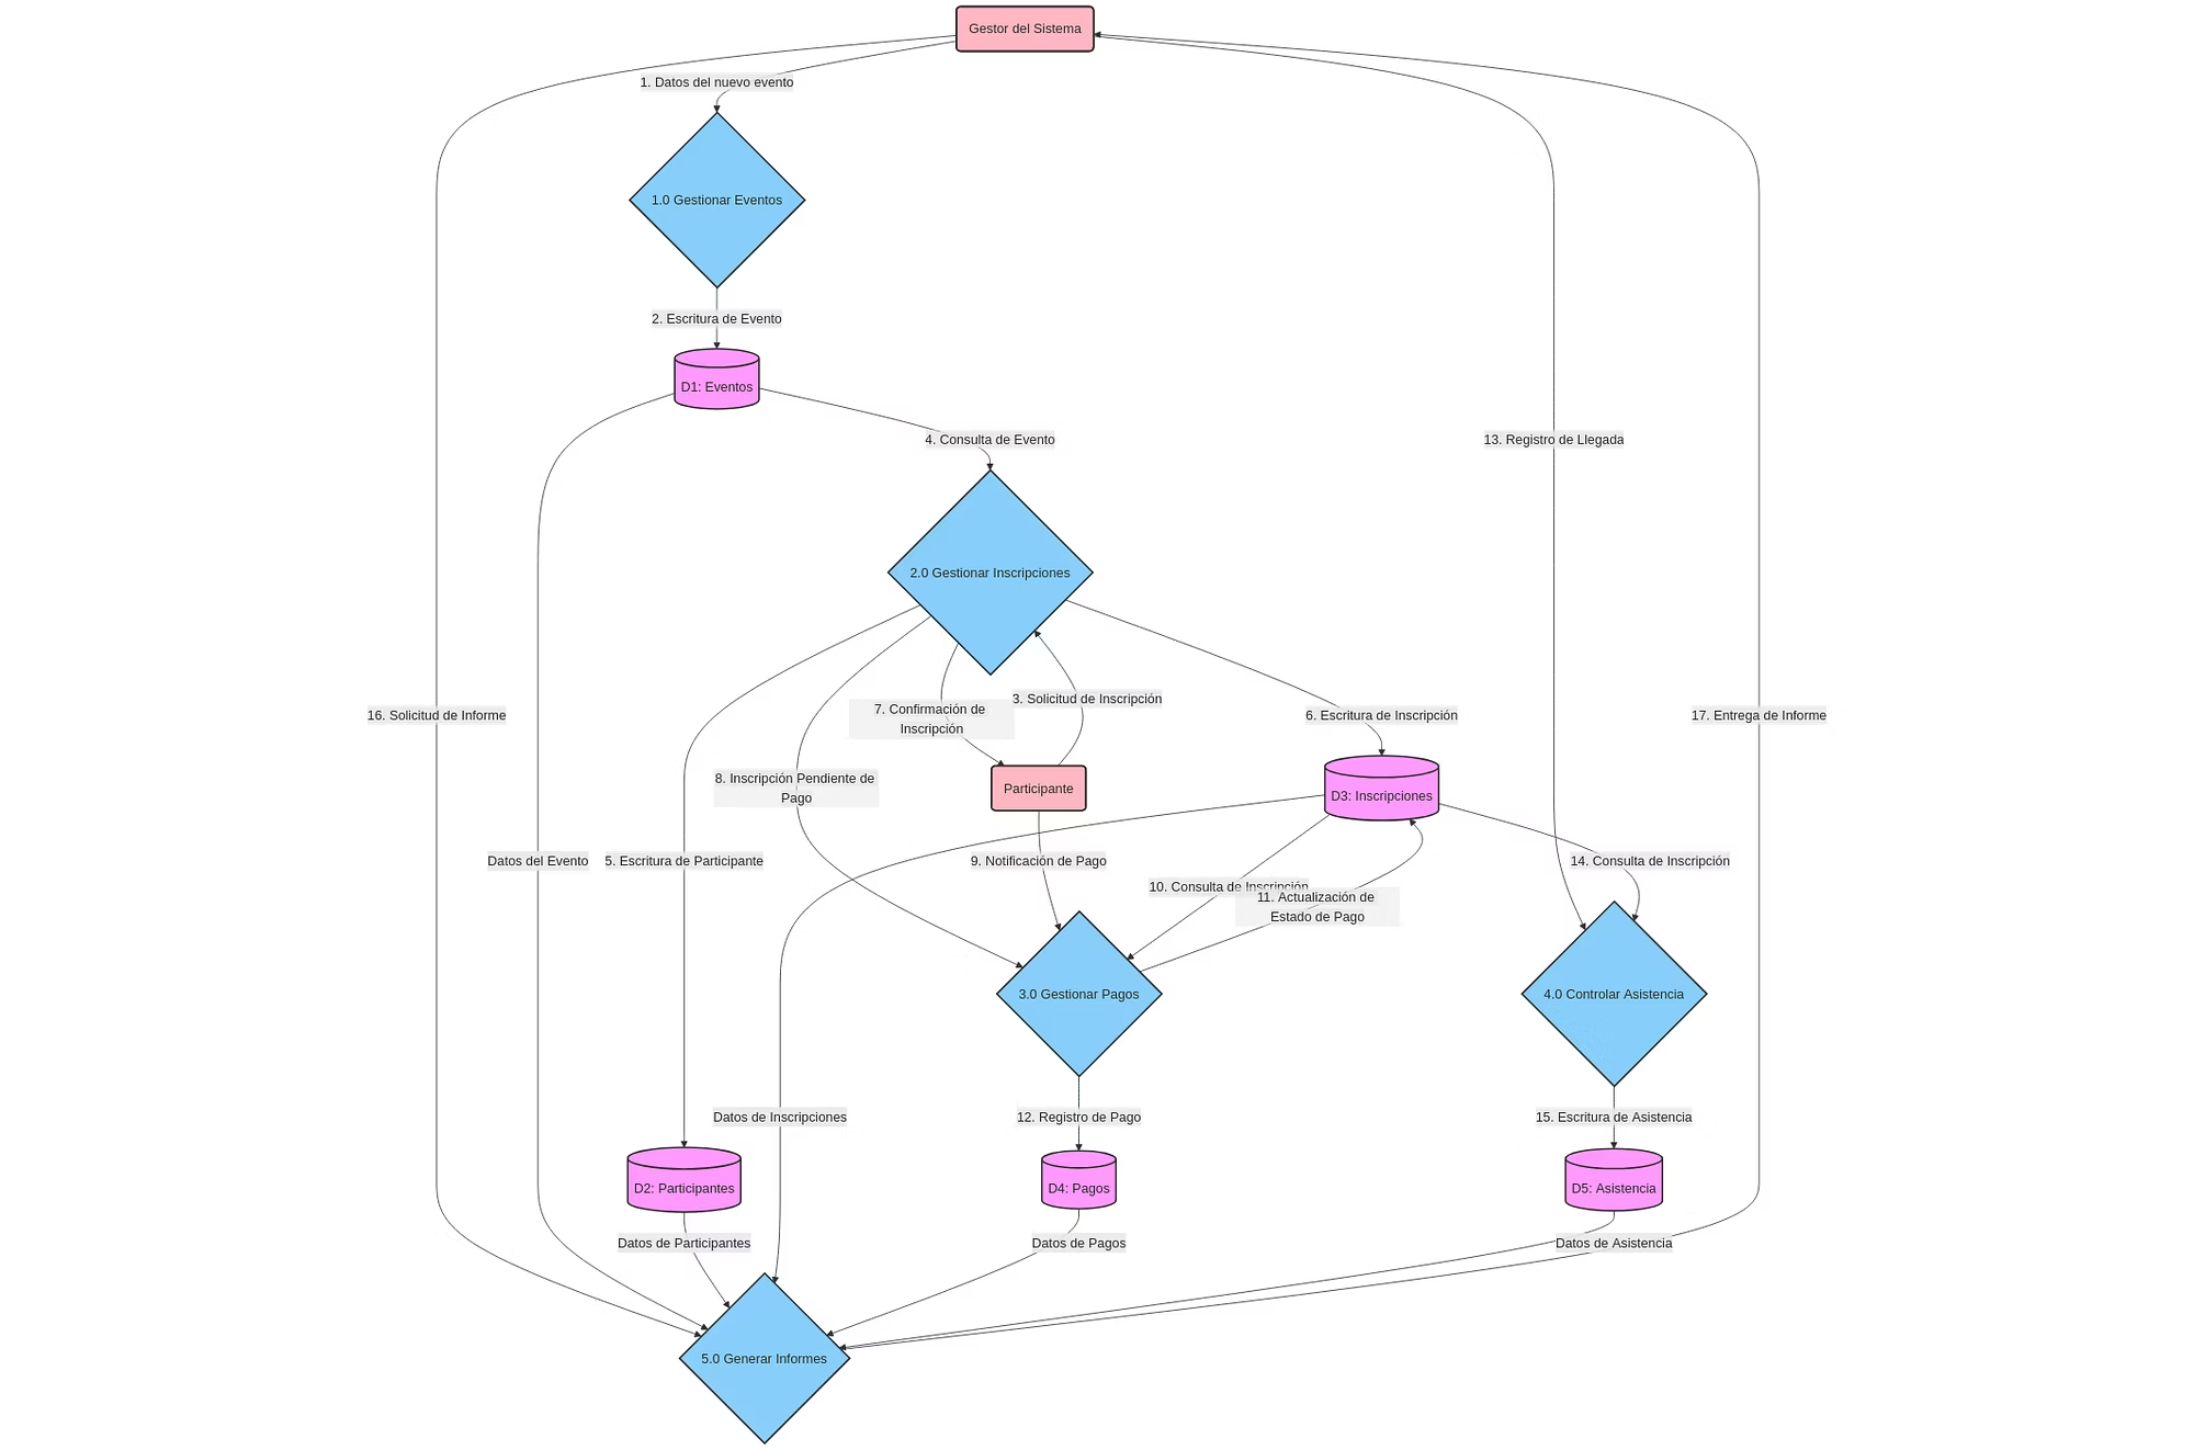 Gestor del Sistema
1. Datos del nuevo evento
1.0 Gestionar Eventos
2. Escritura de Evento
D1: Eventos
4. Consulta de Evento
13. Registro de Llegada
2.0 Gestionar Inscripciones
3. Solicitud de Inscripción
7. Confirmación de
Inscripción
16. Solicitud de Informe
6. Escritura de Inscripción
17. Entrega de Informe
8. Inscripción Pendiente de
Pago
Participante
D3: Inscripciones
Datos del Evento
5. Escritura de Participante
9. Notificación de Pago
14. Consulta de Inscripción
10. Consulta de Inscripción
11. Actualización de
Estado de Pago
3.0 Gestionar Pagos
4.0 Controlar Asistencia
Datos de Inscripciones
12. Registro de Pago
15. Escritura de Asistencia
D2: Participantes
D4: Pagos
D5: Asistencia
Datos de Participantes
Datos de Pagos
Datos de Asistencia
5.0 Generar Informes